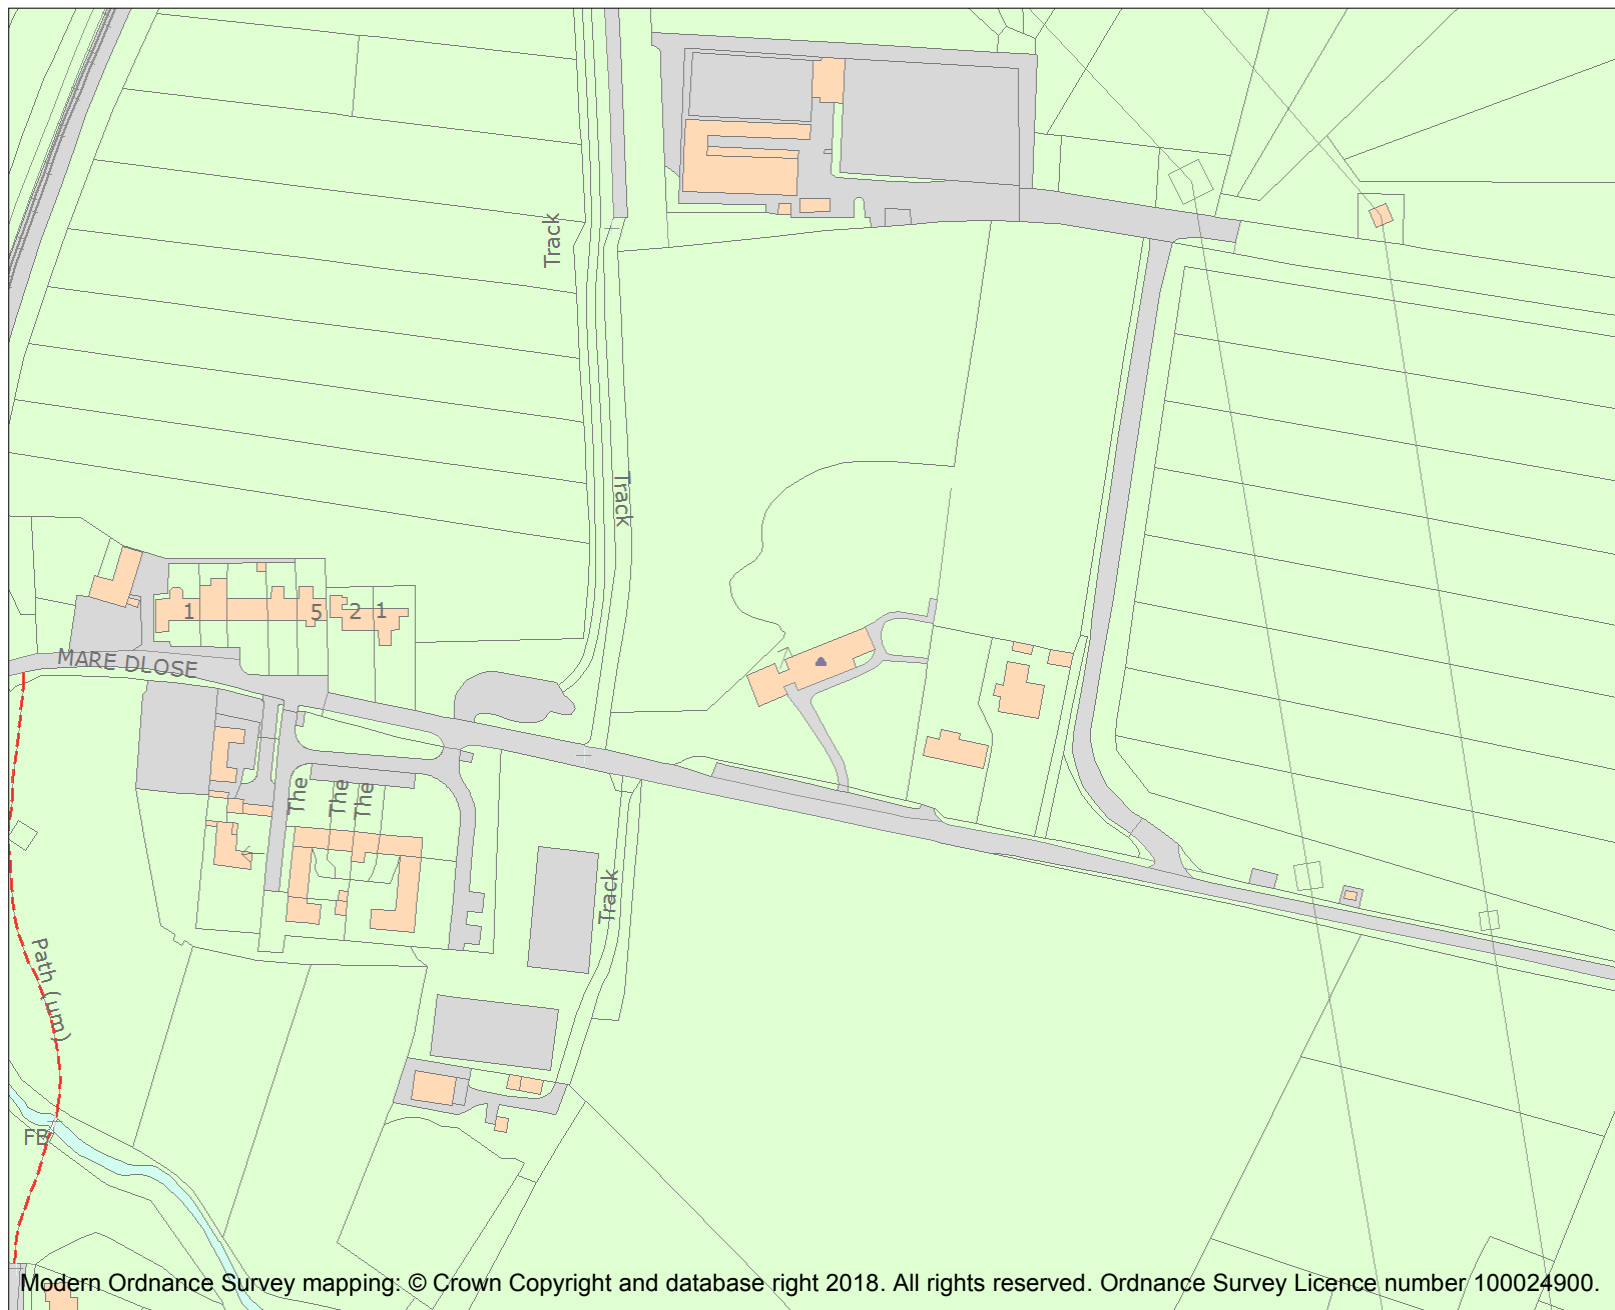 Track
Track
1
5
2
1
MARE DLOSE
The
The
The
Track
Path (um)
FB
Modern Ordnance Survey mapping: © Crown Copyright and database right 2018. All rights reserved. Ordnance Survey Licence number 100024900.